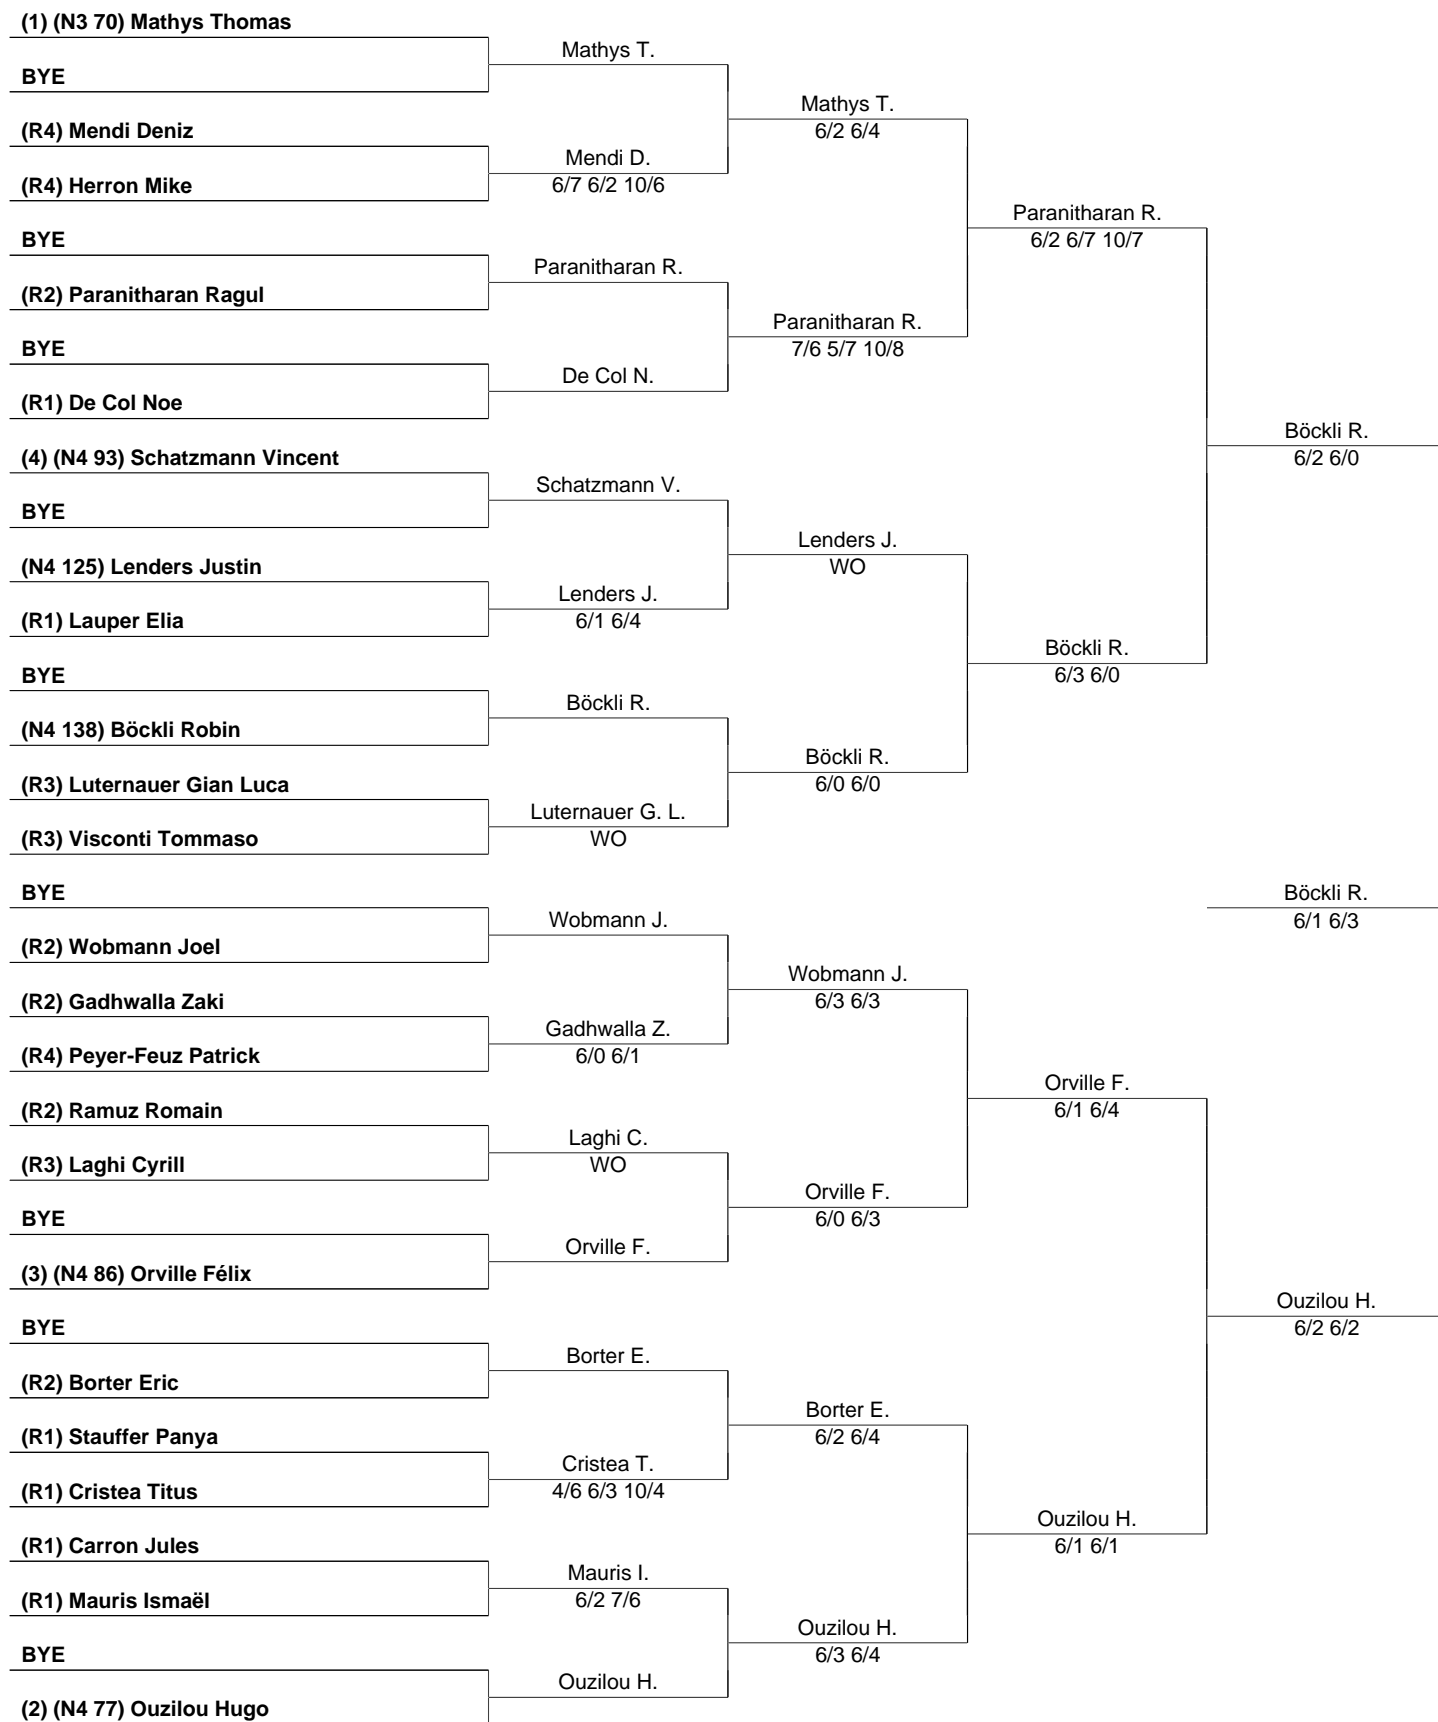 (1) (N3 70) Mathys Thomas
BYE
(R4) Mendi Deniz
(R4) Herron Mike
BYE
(R2) Paranitharan Ragul
BYE
(R1) De Col Noe
(4) (N4 93) Schatzmann Vincent
BYE
(N4 125) Lenders Justin
(R1) Lauper Elia
BYE
(N4 138) Böckli Robin
(R3) Luternauer Gian Luca
(R3) Visconti Tommaso
BYE
(R2) Wobmann Joel
(R2) Gadhwalla Zaki
(R4) Peyer-Feuz Patrick
(R2) Ramuz Romain
(R3) Laghi Cyrill
BYE
(3) (N4 86) Orville Félix
BYE
(R2) Borter Eric
(R1) Stauffer Panya
(R1) Cristea Titus
(R1) Carron Jules
(R1) Mauris Ismaël
BYE
(2) (N4 77) Ouzilou Hugo
Mathys T.
Mendi D.
6/7 6/2 10/6
Paranitharan R.
De Col N.
Schatzmann V.
Lenders J.
6/1 6/4
Böckli R.
Luternauer G. L.
WO
Wobmann J.
Gadhwalla Z.
6/0 6/1
Laghi C.
WO
Orville F.
Borter E.
Cristea T.
4/6 6/3 10/4
Mauris I.
6/2 7/6
Ouzilou H.
Mathys T.
6/2 6/4
Paranitharan R.
7/6 5/7 10/8
Lenders J.
WO
Böckli R.
6/0 6/0
Wobmann J.
6/3 6/3
Orville F.
6/0 6/3
Borter E.
6/2 6/4
Ouzilou H.
6/3 6/4
Paranitharan R.
6/2 6/7 10/7
Böckli R.
6/3 6/0
Orville F.
6/1 6/4
Ouzilou H.
6/1 6/1
Böckli R.
6/2 6/0
Böckli R.
6/1 6/3
Ouzilou H.
6/2 6/2